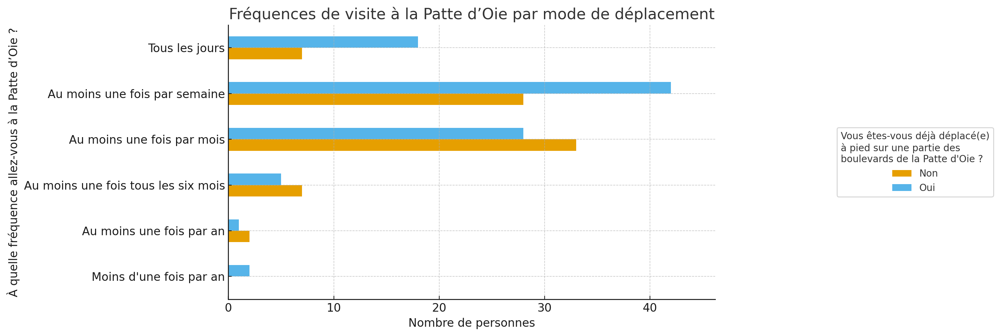 Fréquences de visite à la Patte d’Oie par mode de déplacement
À quelle fréquence allez-vous à la Patte d’Oie ?
Tous les jours
Au moins une fois par semaine
Au moins une fois par mois
Au moins une fois tous les six mois
Au moins une fois par an
Moins d'une fois par an
0 10 20 30 40
Nombre de personnes
Vous êtes-vous déjà déplacé(e)
à pied sur une partie des
boulevards de la Patte d'Oie ?
Non
Oui